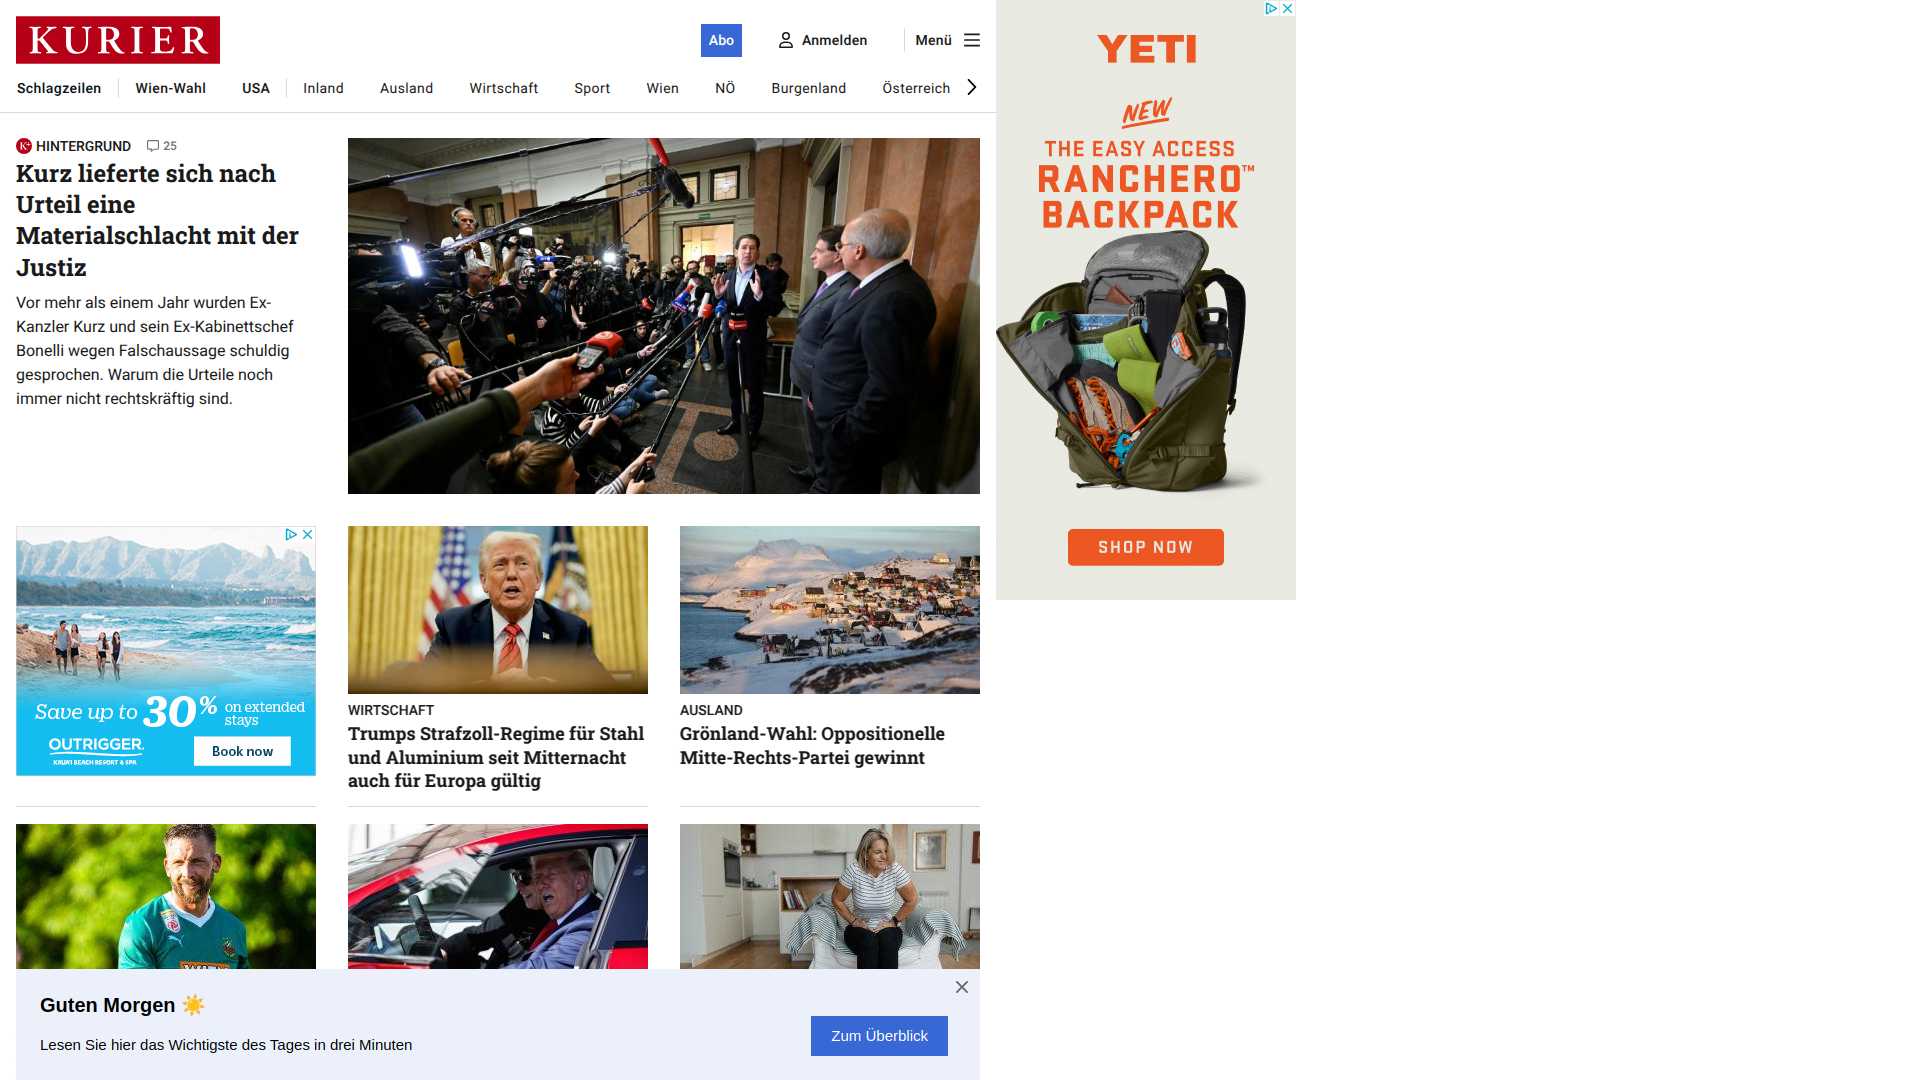 KURIER
Abo
Anmelden
Menü
Schlagzeilen
Wien-Wahl
USA
Inland
Ausland
Wirtschaft
Sport
Wien
NÖ
Burgenland
Österreich
HINTERGRUND
25
Kurz lieferte sich nach
Urteil eine
Materialschlacht mit der
Justiz
Vor mehr als einem Jahr wurden Ex-
Kanzler Kurz und sein Ex-Kabinettschef
Bonelli wegen Falschaussage schuldig
gesprochen. Warum die Urteile noch
immer nicht rechtskräftig sind.
YETI
NEW
THE EASY ACCESS
RANCHERO™
BACKPACK
SHOP NOW
Save up to 30% on extended
stays
OUTRIGGER.
KAUAI BEACH RESORT & SPA
Book now
WIRTSCHAFT
Trumps Strafzoll-Regime für Stahl
und Aluminium seit Mitternacht
auch für Europa gültig
AUSLAND
Grönland-Wahl: Oppositionelle
Mitte-Rechts-Partei gewinnt
Guten Morgen ☀️
Lesen Sie hier das Wichtigste des Tages in drei Minuten
Zum Überblick